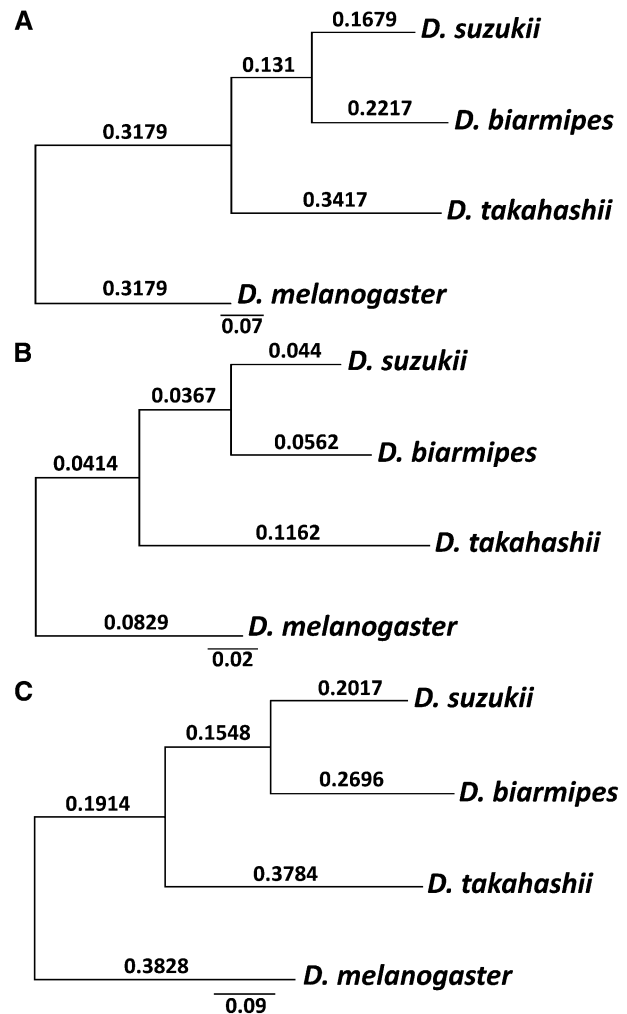 A
0.1679
D. suzukii
0.131
0.2217
D. biarmipes
0.3179
0.3417
D. takahashii
0.3179
D. melanogaster
0.07
B
0.044
D. suzukii
0.0367
0.0562
D. biarmipes
0.0414
0.1162
D. takahashii
0.0829
D. melanogaster
0.02
C
0.2017
D. suzukii
0.1548
0.2696
D. biarmipes
0.1914
0.3784
D. takahashii
0.3828
D. melanogaster
0.09